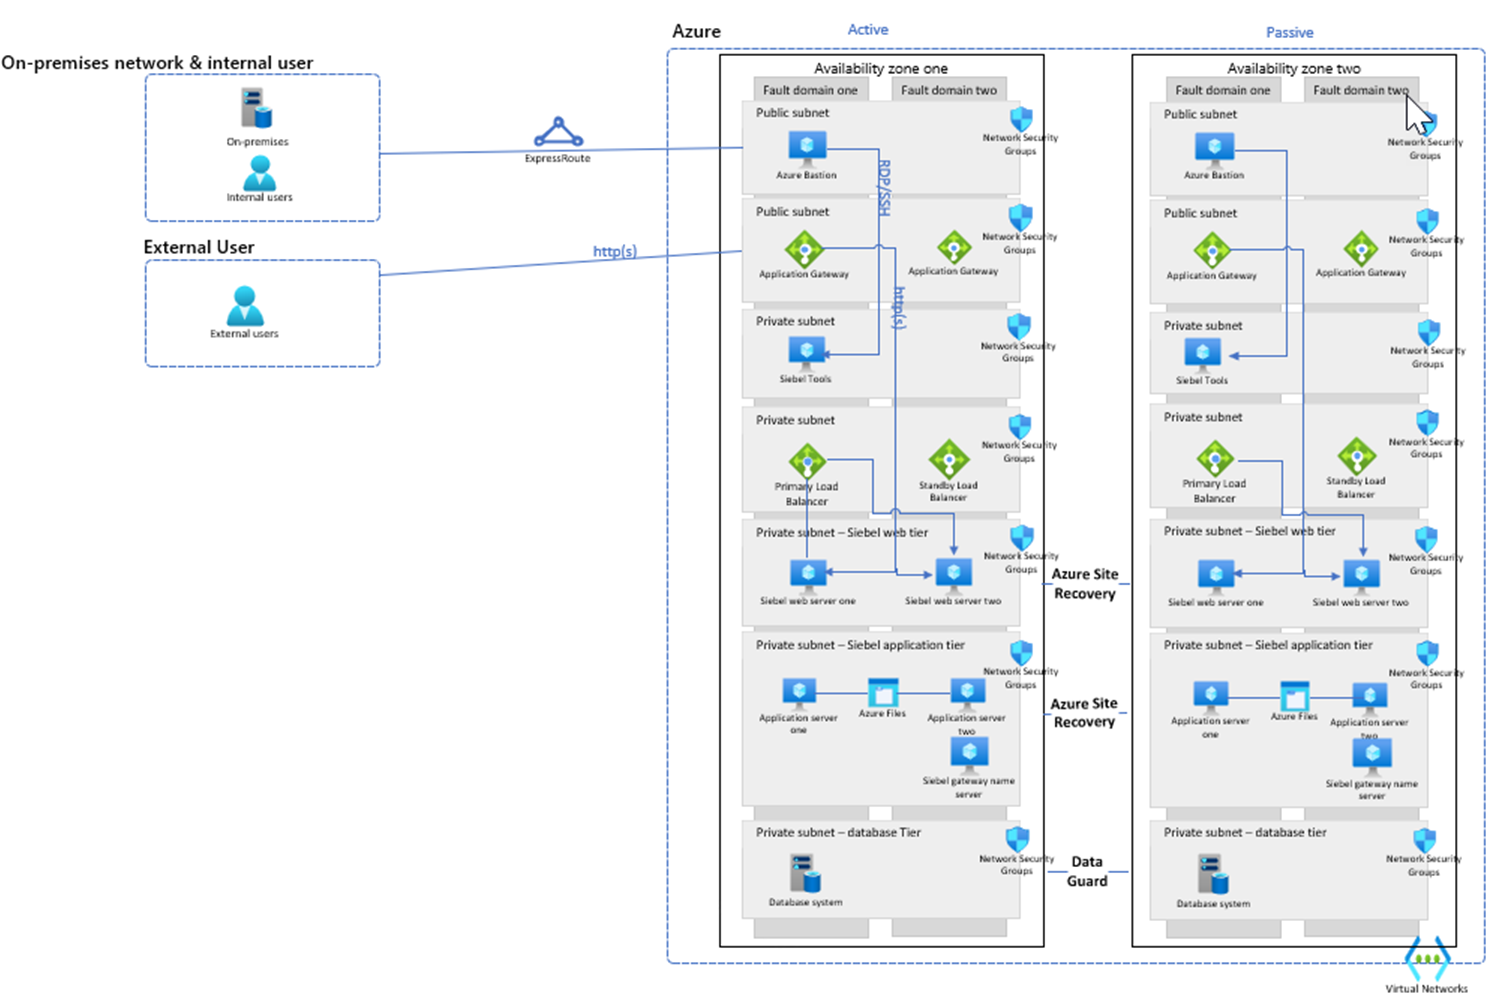 Azure
Active
Passive
On-premises network & internal user
On-premises
Internal users
ExpressRoute
External User
External users
http(s)
Availability zone one
Fault domain one
Fault domain two
Public subnet
Azure Bastion
Network Security
Groups
RDP/SSH
Public subnet
Application Gateway
Application Gateway
Network Security
Groups
http(s)
Private subnet
Siebel Tools
Network Security
Groups
Private subnet
Primary Load
Balancer
Standby Load
Balancer
Network Security
Groups
Private subnet – Siebel web tier
Siebel web server one
Siebel web server two
Network Security
Groups
Private subnet – Siebel application tier
Application server
one
Azure Files
Application server
two
Siebel gateway name
server
Network Security
Groups
Private subnet – database Tier
Database system
Network Security
Groups
Azure Site
Recovery
Azure Site
Recovery
Data
Guard
Availability zone two
Fault domain one
Fault domain two
Public subnet
Azure Bastion
Network Security
Groups
Public subnet
Application Gateway
Application Gateway
Network Security
Groups
Private subnet
Siebel Tools
Network Security
Groups
Private subnet
Primary Load
Balancer
Standby Load
Balancer
Network Security
Groups
Private subnet – Siebel web tier
Siebel web server one
Siebel web server two
Network Security
Groups
Private subnet – Siebel application tier
Application server
one
Azure Files
Application server
two
Siebel gateway name
server
Network Security
Groups
Private subnet – database tier
Database system
Network Security
Groups
Virtual Networks